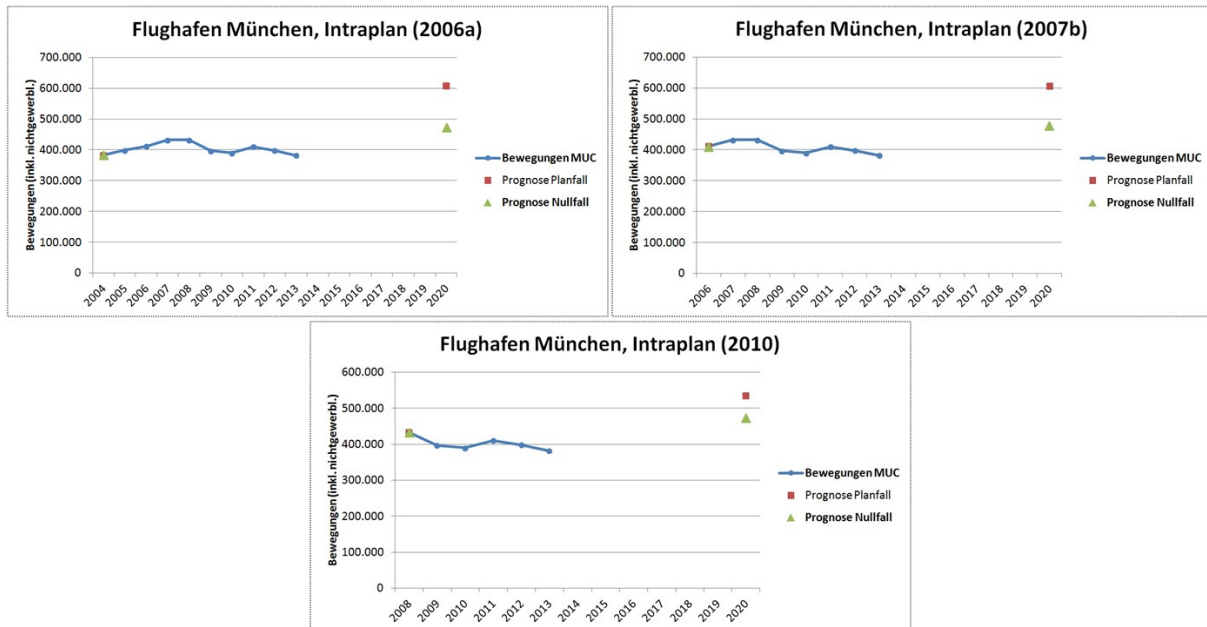 Flughafen München, Intraplan (2006a)
Bewegungen (inkl. nichtgewerbl.)
700.000
600.000
500.000
400.000
300.000
200.000
100.000
0
2004 2005 2006 2007 2008 2009 2010 2011 2012 2013 2014 2015 2016 2017 2018 2019 2020
Bewegungen MUC
Prognose Planfall
Prognose Nullfall
Flughafen München, Intraplan (2007b)
Bewegungen (inkl. nichtgewerbl.)
700.000
600.000
500.000
400.000
300.000
200.000
100.000
0
2006 2007 2008 2009 2010 2011 2012 2013 2014 2015 2016 2017 2018 2019 2020
Bewegungen MUC
Prognose Planfall
Prognose Nullfall
Flughafen München, Intraplan (2010)
Bewegungen (inkl. nichtgewerbl.)
600.000
500.000
400.000
300.000
200.000
100.000
0
2008 2009 2010 2011 2012 2013 2014 2015 2016 2017 2018 2019 2020
Bewegungen MUC
Prognose Planfall
Prognose Nullfall